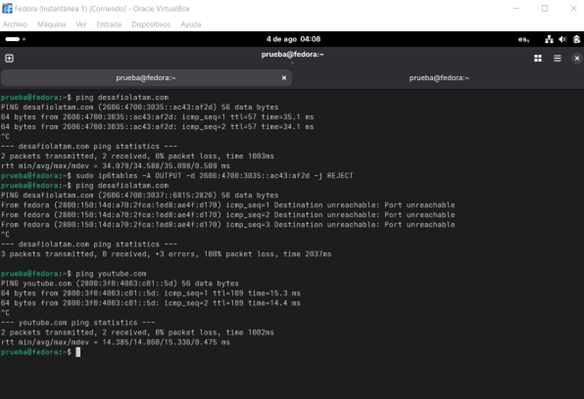 Fedora (Instantánea 1) [Corriendo] - Oracle VirtualBox
Archivo Máquina Ver Entrada Dispositivos Ayuda
4 de ago 04:08
es₁
prueba@fedora:~
prueba@fedora:~ × prueba@fedora:~
prueba@fedora:~$ ping desafiolatam.com
PING desafiolatam.com (2606:4700:3035::ac43:af2d) 56 data bytes
64 bytes from 2606:4700:3035::ac43:af2d: icmp_seq=1 ttl=57 time=35.1 ms
64 bytes from 2606:4700:3035::ac43:af2d: icmp_seq=2 ttl=57 time=34.1 ms
^C
--- desafiolatam.com ping statistics ---
2 packets transmitted, 2 received, 0% packet loss, time 1003ms
rtt min/avg/max/mdev = 34.079/34.588/35.098/0.509 ms
prueba@fedora:~$ sudo ip6tables -A OUTPUT -d 2606:4700:3035::ac43:af2d -j REJECT
prueba@fedora:~$ ping desafiolatam.com
PING desafiolatam.com (2606:4700:3037::6815:2826) 56 data bytes
From fedora (2800:150:14d:a70:2fca:1ed8:ae4f:d170) icmp_seq=1 Destination unreachable: Port unreachable
From fedora (2800:150:14d:a70:2fca:1ed8:ae4f:d170) icmp_seq=2 Destination unreachable: Port unreachable
From fedora (2800:150:14d:a70:2fca:1ed8:ae4f:d170) icmp_seq=3 Destination unreachable: Port unreachable
^C
--- desafiolatam.com ping statistics ---
3 packets transmitted, 0 received, +3 errors, 100% packet loss, time 2037ms
prueba@fedora:~$ ping youtube.com
PING youtube.com (2800:3f0:4003:c01::5d) 56 data bytes
64 bytes from 2800:3f0:4003:c01::5d: icmp_seq=1 ttl=109 time=15.3 ms
64 bytes from 2800:3f0:4003:c01::5d: icmp_seq=2 ttl=109 time=14.4 ms
^C
--- youtube.com ping statistics ---
2 packets transmitted, 2 received, 0% packet loss, time 1002ms
rtt min/avg/max/mdev = 14.385/14.860/15.336/0.475 ms
prueba@fedora:~$